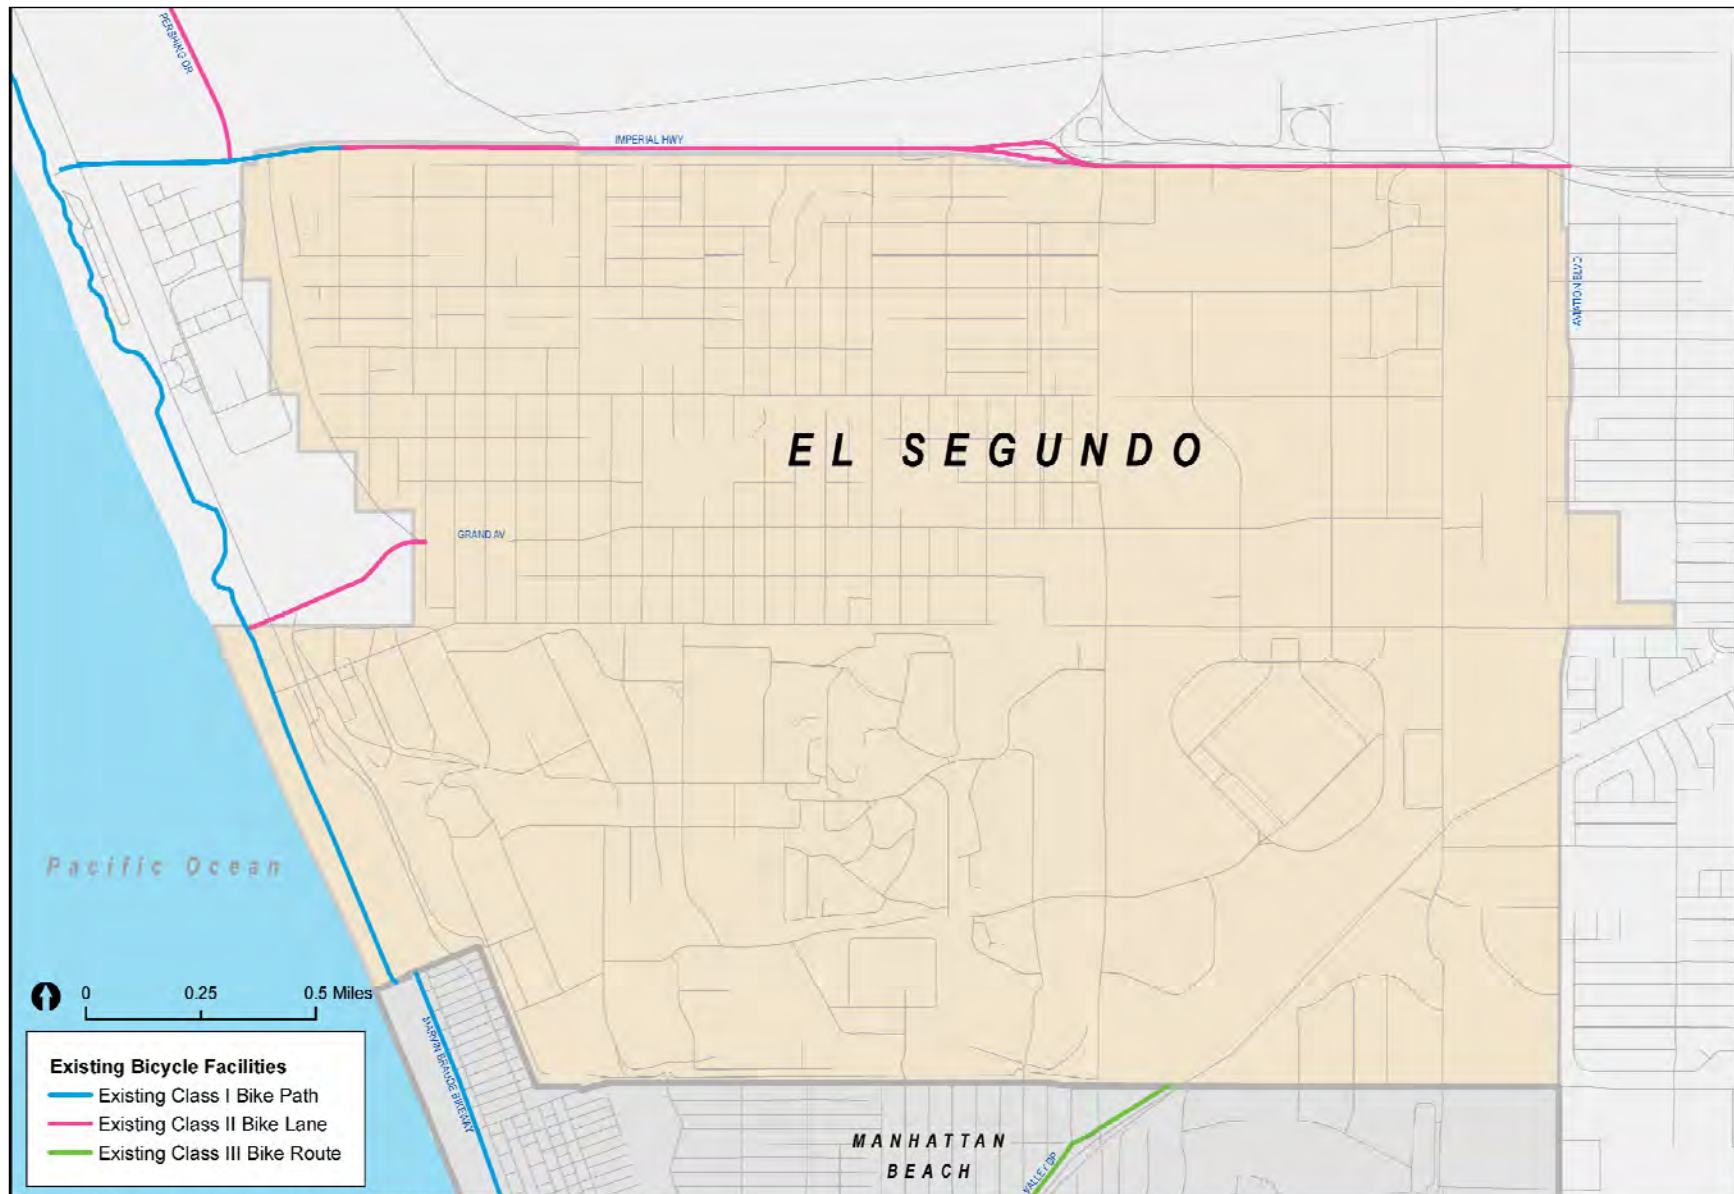 PERSHING DR
IMPERIAL HWY
AVIATION BLVD
EL SEGUNDO
GRAND AV
Pacific Ocean
0 0.25 0.5 Miles
MARVIN BRAUDE BIKEWAY
Existing Bicycle Facilities
Existing Class I Bike Path
Existing Class II Bike Lane
Existing Class III Bike Route
MANHATTAN
BEACH
VALLEY DR